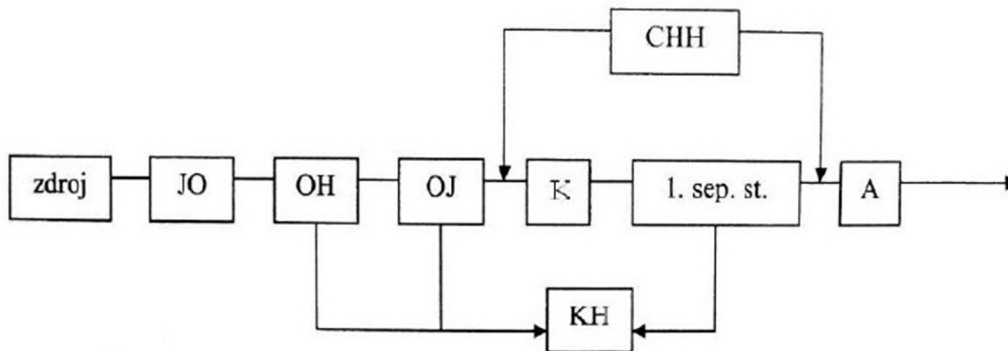 CHH
zdroj
JO
OH
OJ
K
1. sep. st.
A
KH